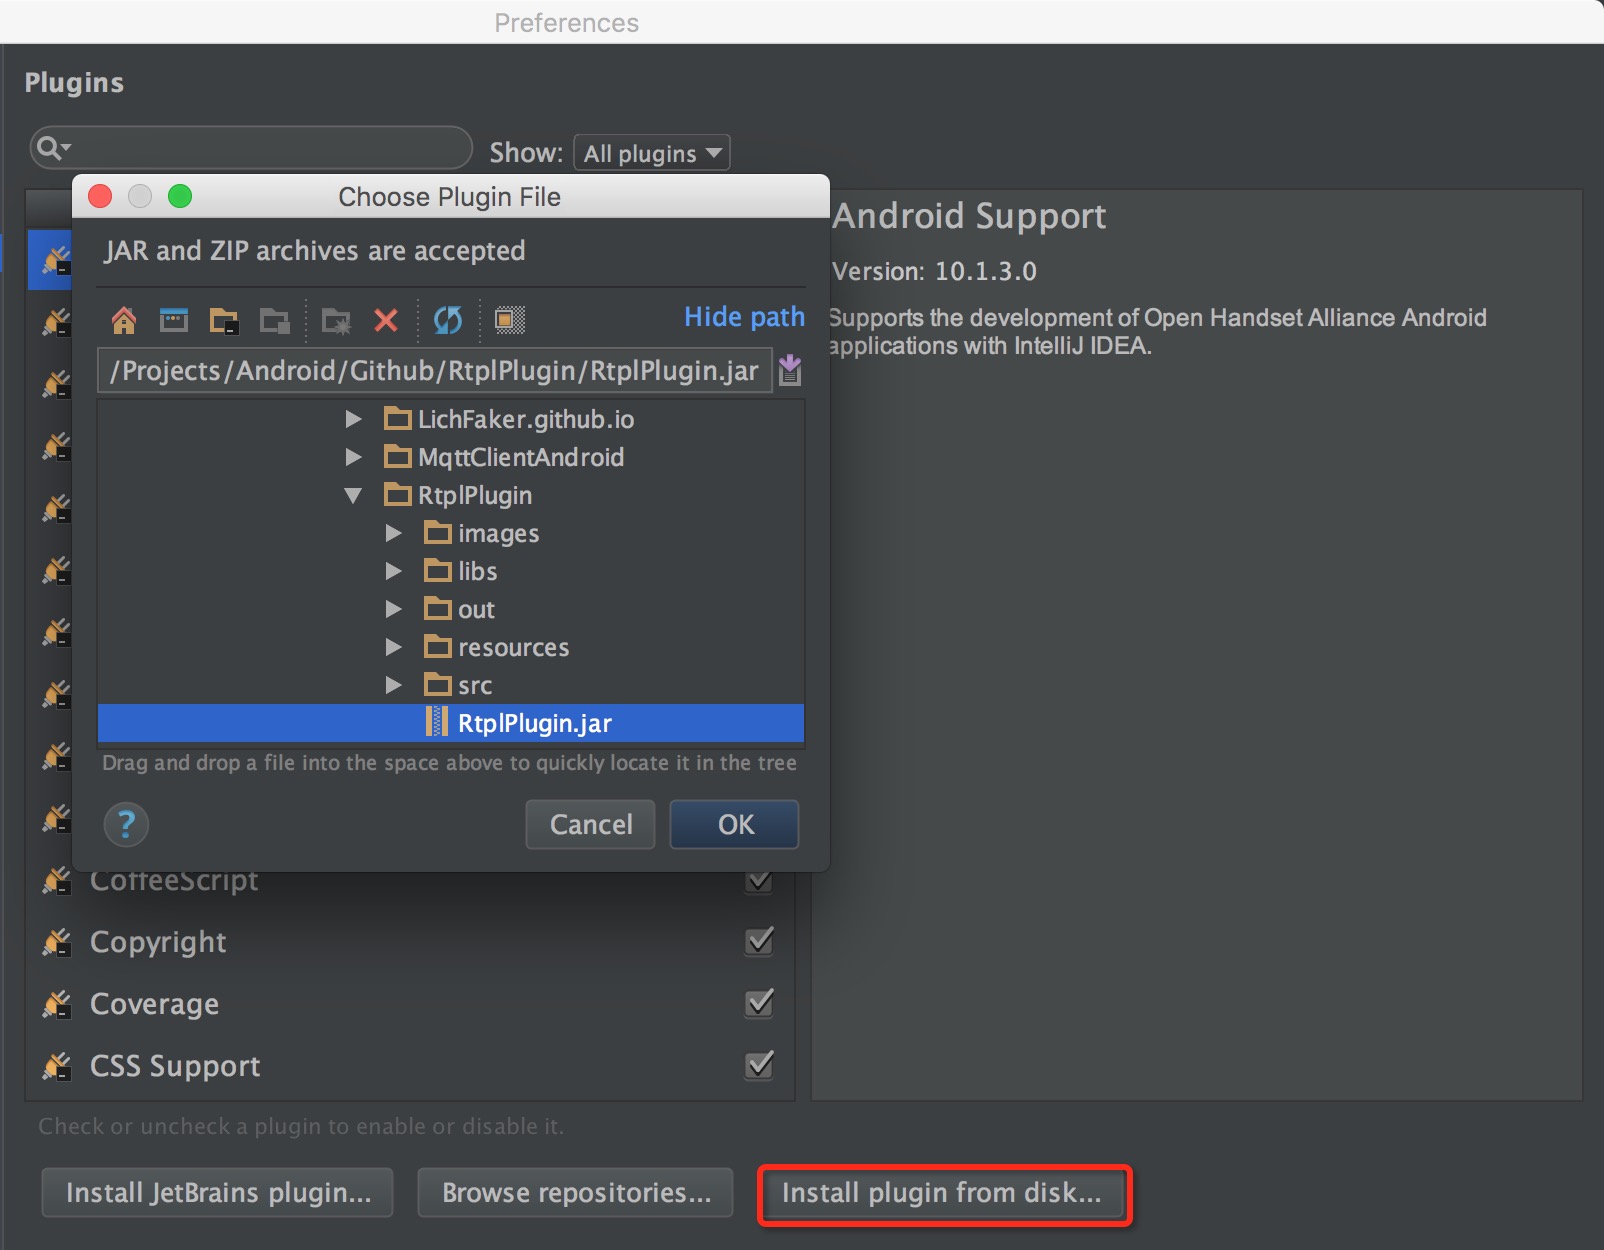 Preferences
Plugins
Show: All plugins
Choose Plugin File
JAR and ZIP archives are accepted
Hide path
/Projects/Android/Github/RtplPlugin/RtplPlugin.jar
LichFaker.github.io
MqttClientAndroid
RtplPlugin
images
libs
out
resources
src
RtplPlugin.jar
Drag and drop a file into the space above to quickly locate it in the tree
?
Cancel
OK
Android Support
Version: 10.1.3.0
Supports the development of Open Handset Alliance Android
applications with IntelliJ IDEA.
CoffeeScript
Copyright
Coverage
CSS Support
Check or uncheck a plugin to enable or disable it.
Install JetBrains plugin...
Browse repositories...
Install plugin from disk...